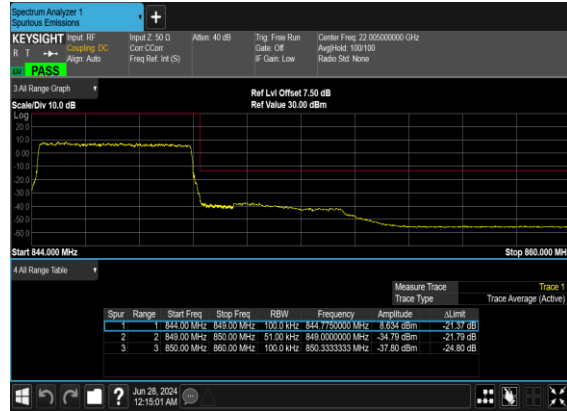 Spectrum Analyzer 1
Spurious Emissions
KEYSIGHT Input: RF Input Z: 50 Ω Atten: 40 dB Trig: Free Run Center Freq: 22.005000000 GHz
R T Coupling: DC Corr CCorr Gate: Off Avg|Hold: 100/100
Align: Auto Freq Ref: Int (S) IF Gain: Low Radio Std: None
PASS
3 All Range Graph
Ref Lvl Offset 7.50 dB
Scale/Div 10.0 dB Ref Value 30.00 dBm
Log
20.0
10.0
0.00
-10.0
-20.0
-30.0
-40.0
-50.0
-60.0
Start 844.000 MHz Stop 860.000 MH
4 All Range Table
Measure Trace Trace 1
Trace Type Trace Average (Active)
Spur Range Start Freq Stop Freq RBW Frequency Amplitude ΔLimit
1 1 844.00 MHz 849.00 MHz 100.0 kHz 844.7750000 MHz 8.634 dBm -21.37 dB
2 2 849.00 MHz 850.00 MHz 51.00 kHz 849.0000000 MHz -34.79 dBm -21.79 dB
3 3 850.00 MHz 860.00 MHz 100.0 kHz 850.3333333 MHz -37.80 dBm -24.80 dB
? Jun 28, 2024
12:15:01 AM